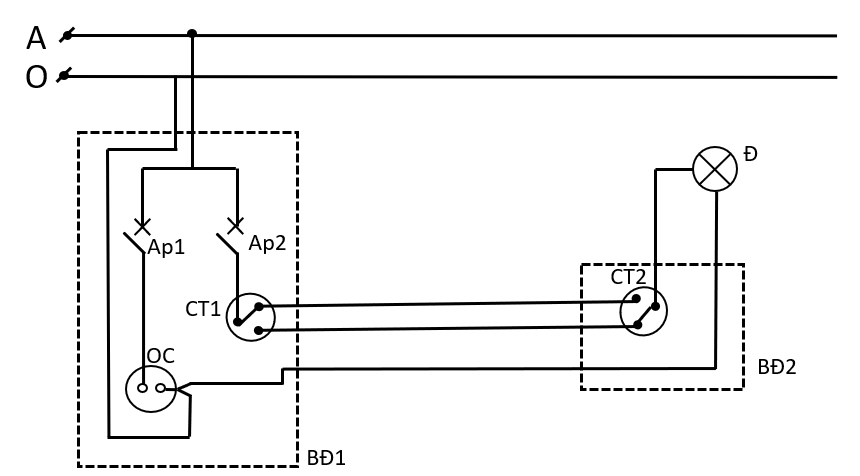 A
O
Đ
Ap1
Ap2
CT2
CT1
OC
BĐ2
BĐ1